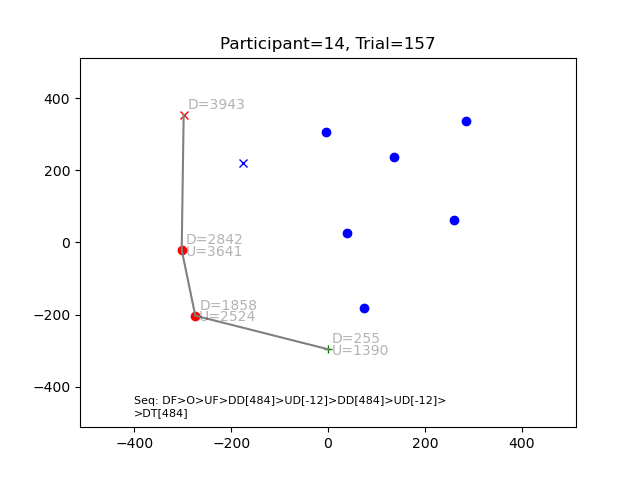 Participant=14, Trial=157
400
200
0
−200
−400
D=3943
D=2842
U=3641
D=1858
U=2524
D=255
U=1390
Seq: DF>O>UF>DD[484]>UD[-12]>DD[484]>UD[-12]>
>DT[484]
−400
−200
0
200
400